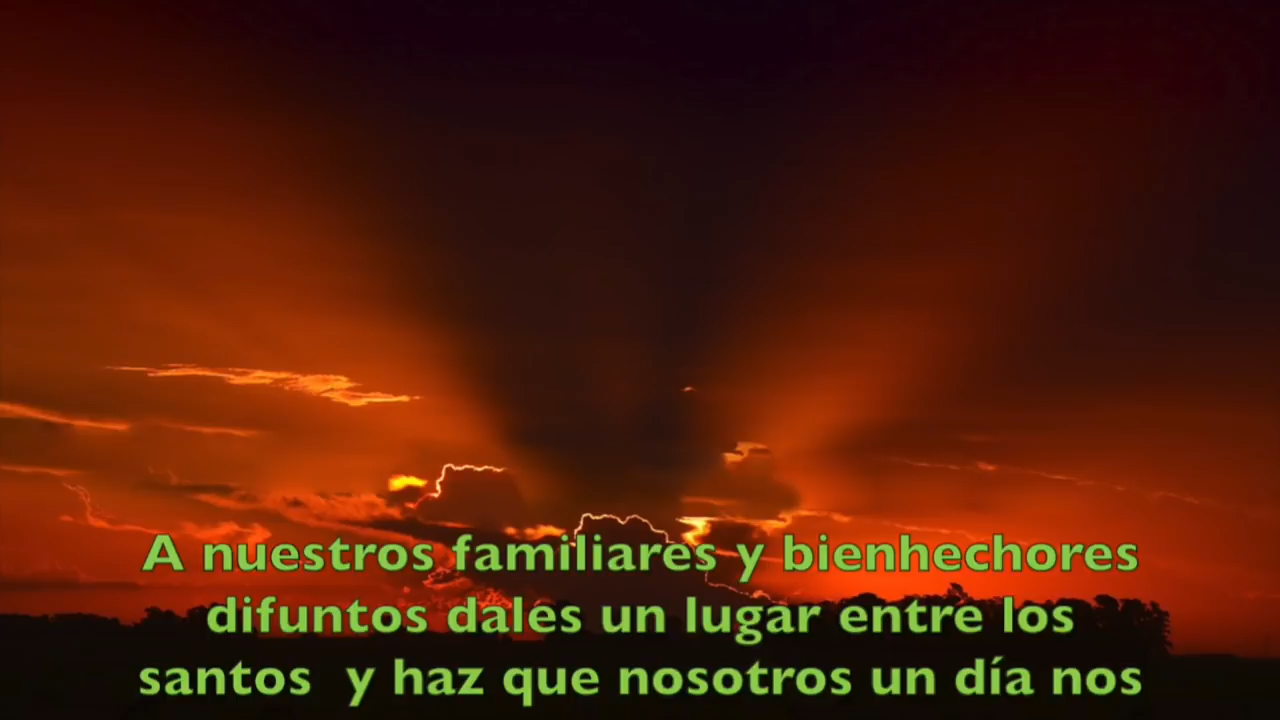 A nuestros familiares y bienhechores
difuntos dales un lugar entre los
santos  y haz que nosotros un día nos